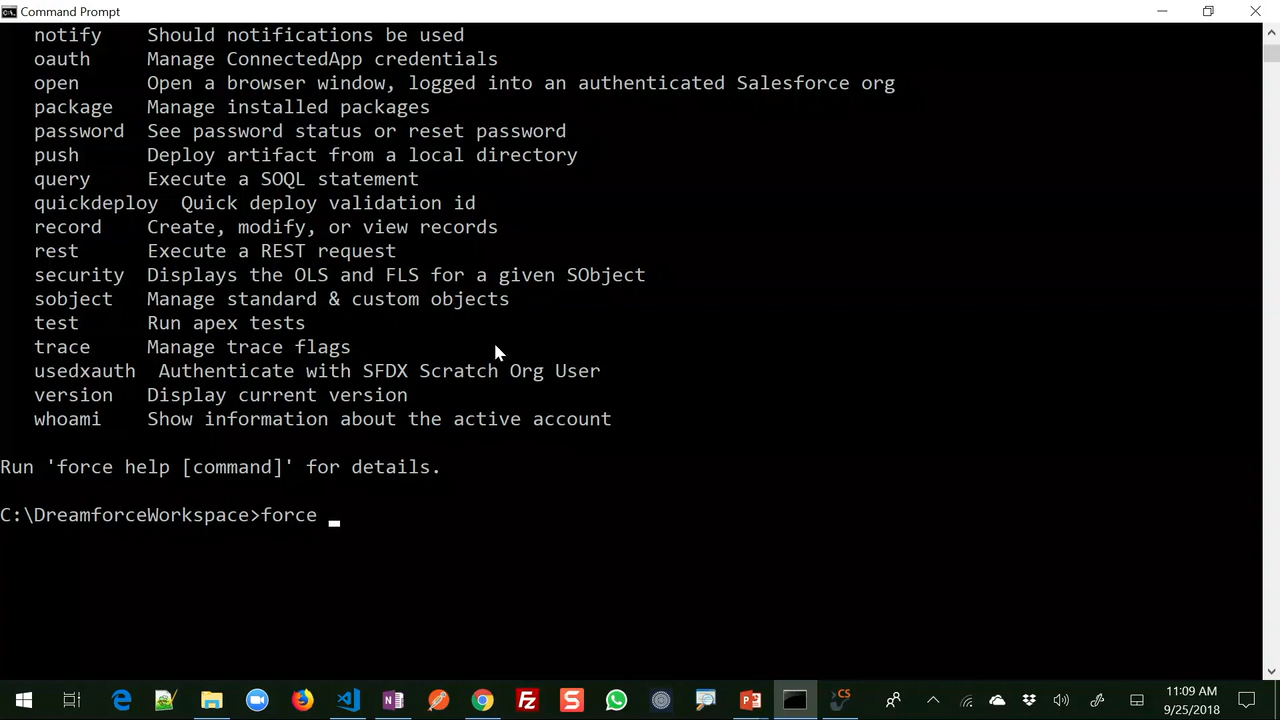 Command Prompt
notify Should notifications be used
oauth Manage ConnectedApp credentials
open Open a browser window, logged into an authenticated Salesforce org
package Manage installed packages
password See password status or reset password
push Deploy artifact from a local directory
query Execute a SOQL statement
quickdeploy Quick deploy validation id
record Create, modify, or view records
rest Execute a REST request
security Displays the OLS and FLS for a given SObject
sobject Manage standard & custom objects
test Run apex tests
trace Manage trace flags
usedxauth Authenticate with SFDX Scratch Org User
version Display current version
whoami Show information about the active account
Run 'force help [command]' for details.
C:\DreamforceWorkspace>force
CS
11:09 AM
9/25/2018